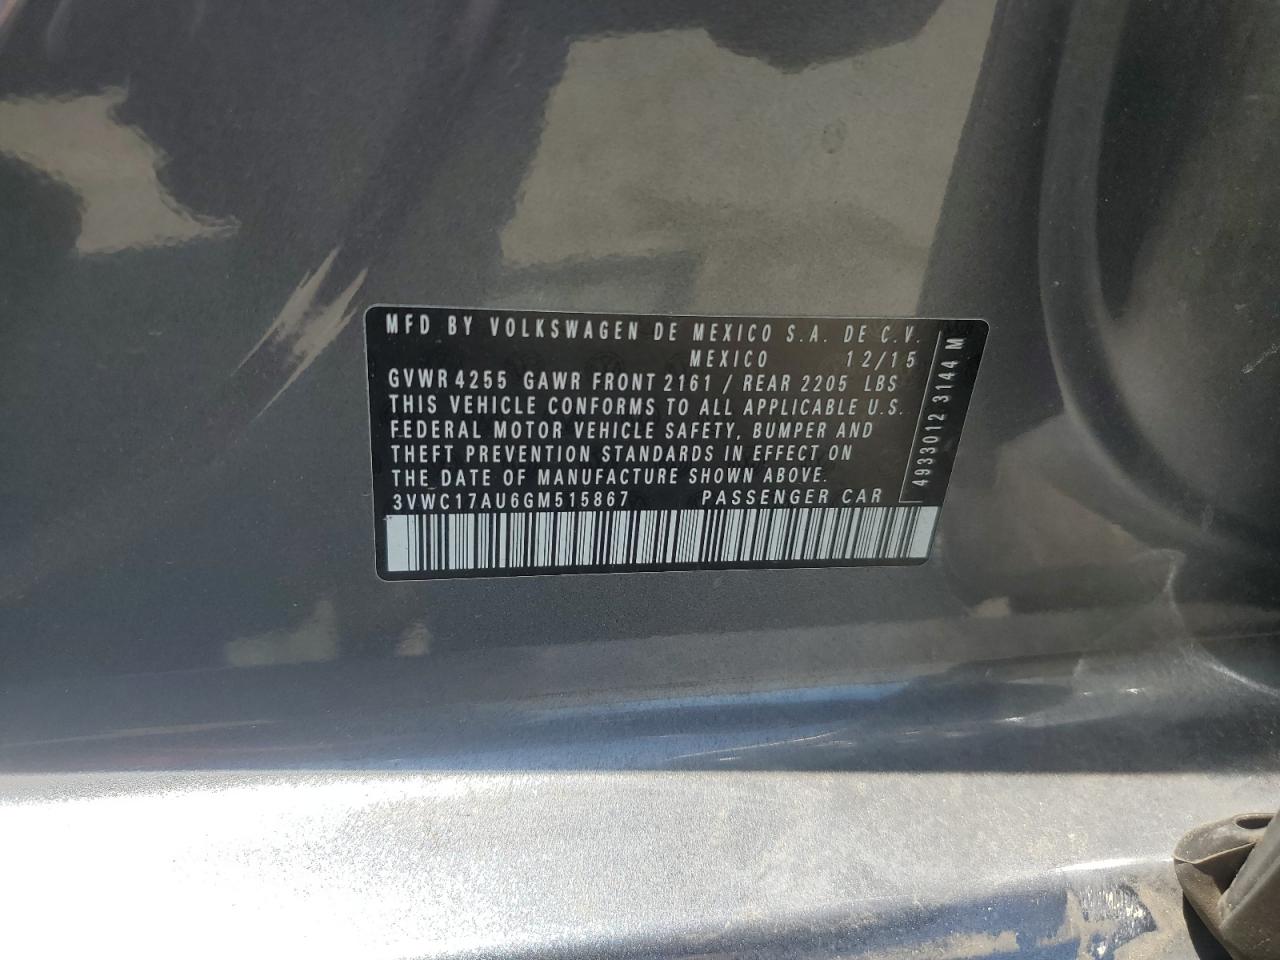 MFD BY VOLKSWAGEN DE MEXICO S.A. DE C.V.
MEXICO 12/15
GVWR 4255 GAWR FRONT 2161 / REAR 2205 LBS
THIS VEHICLE CONFORMS TO ALL APPLICABLE U.S.
FEDERAL MOTOR VEHICLE SAFETY, BUMPER AND
THEFT PREVENTION STANDARDS IN EFFECT ON
THE DATE OF MANUFACTURE SHOWN ABOVE.
3VWC17AU6GM515867 PASSENGER CAR
4933012 3144 M